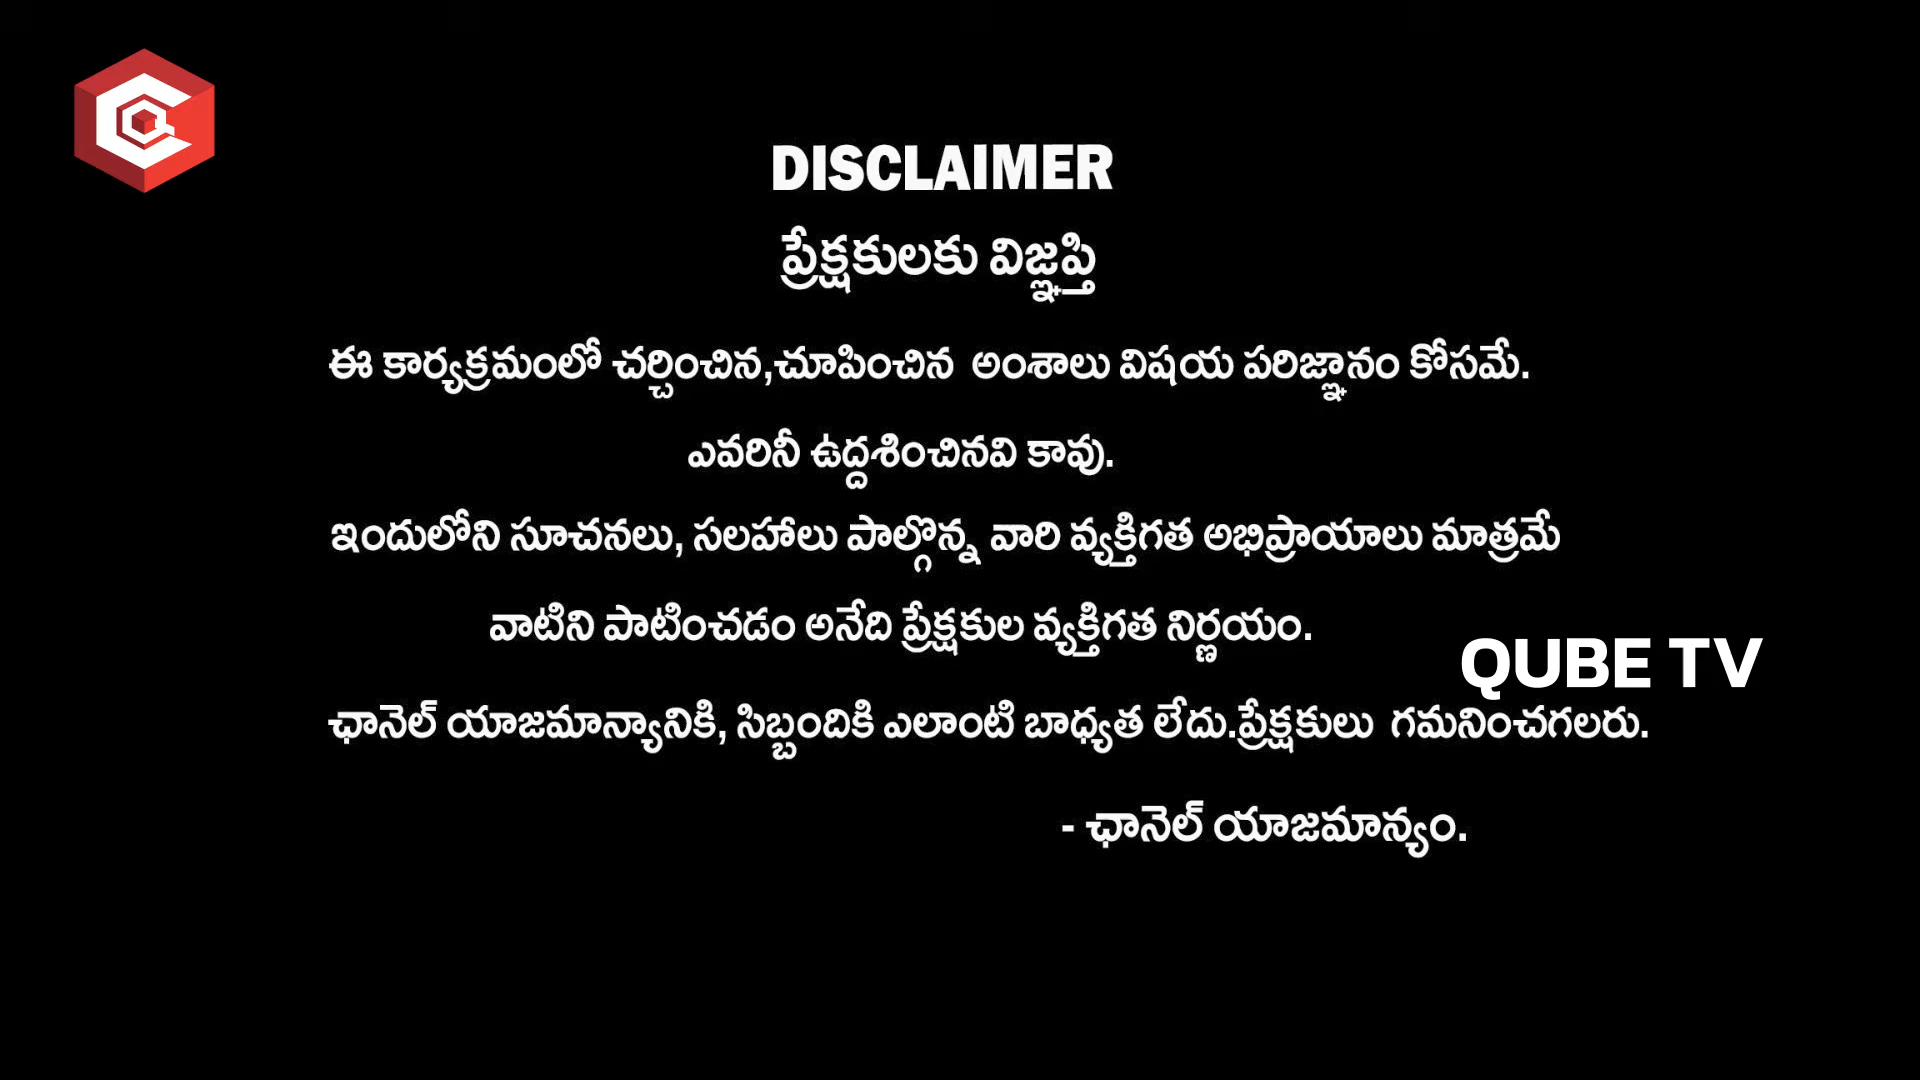 DISCLAIMER
ప్రేక్షకులకు విజ్ఞప్తి
ఈ కార్యక్రమంలో చర్చించిన,చూపించిన అంశాలు విషయ పరిజ్ఞానం కోసమే.
ఎవరినీ ఉద్దశించినవి కావు.
ఇందులోని సూచనలు, సలహాలు పాల్గొన్న వారి వ్యక్తిగత అభిప్రాయాలు మాత్రమే
వాటిని పాటించడం అనేది ప్రేక్షకుల వ్యక్తిగత నిర్ణయం.
QUBE TV
ఛానెల్ యాజమాన్యానికి, సిబ్బందికి ఎలాంటి బాధ్యత లేదు.ప్రేక్షకులు గమనించగలరు.
- ఛానెల్ యాజమాన్యం.